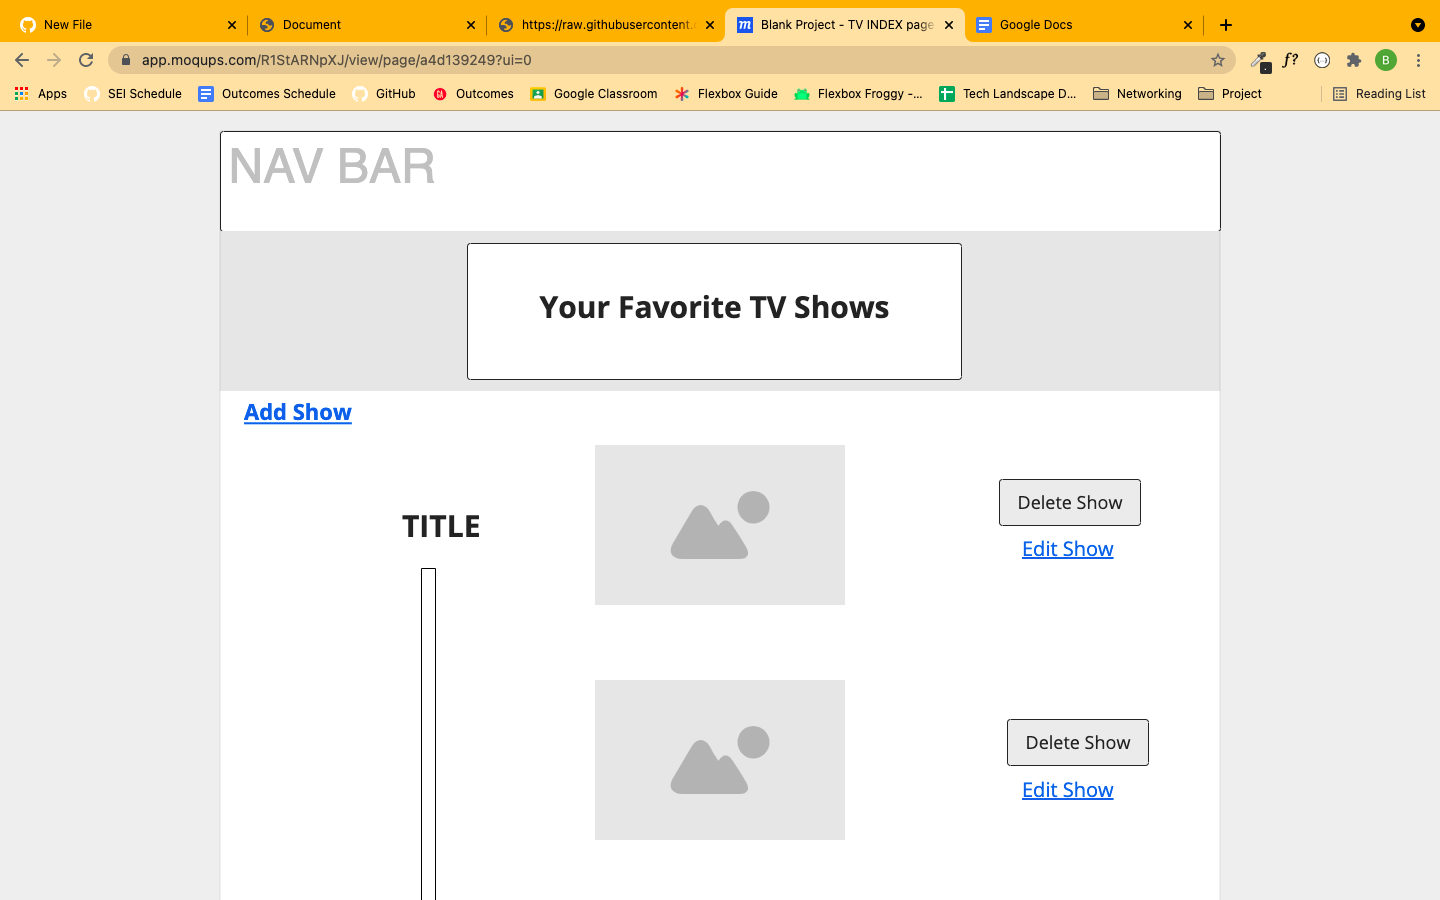 New File
Document
https://raw.githubusercontent.
Blank Project - TV INDEX page
Google Docs
app.moqups.com/R1StARNpXJ/view/page/a4d139249?ui=0
f?
B
Apps
SEI Schedule
Outcomes Schedule
GitHub
GA
Outcomes
Google Classroom
Flexbox Guide
Flexbox Froggy -...
Tech Landscape D...
Networking
Project
Reading List
NAV BAR
Your Favorite TV Shows
Add Show
TITLE
Delete Show
Edit Show
Delete Show
Edit Show